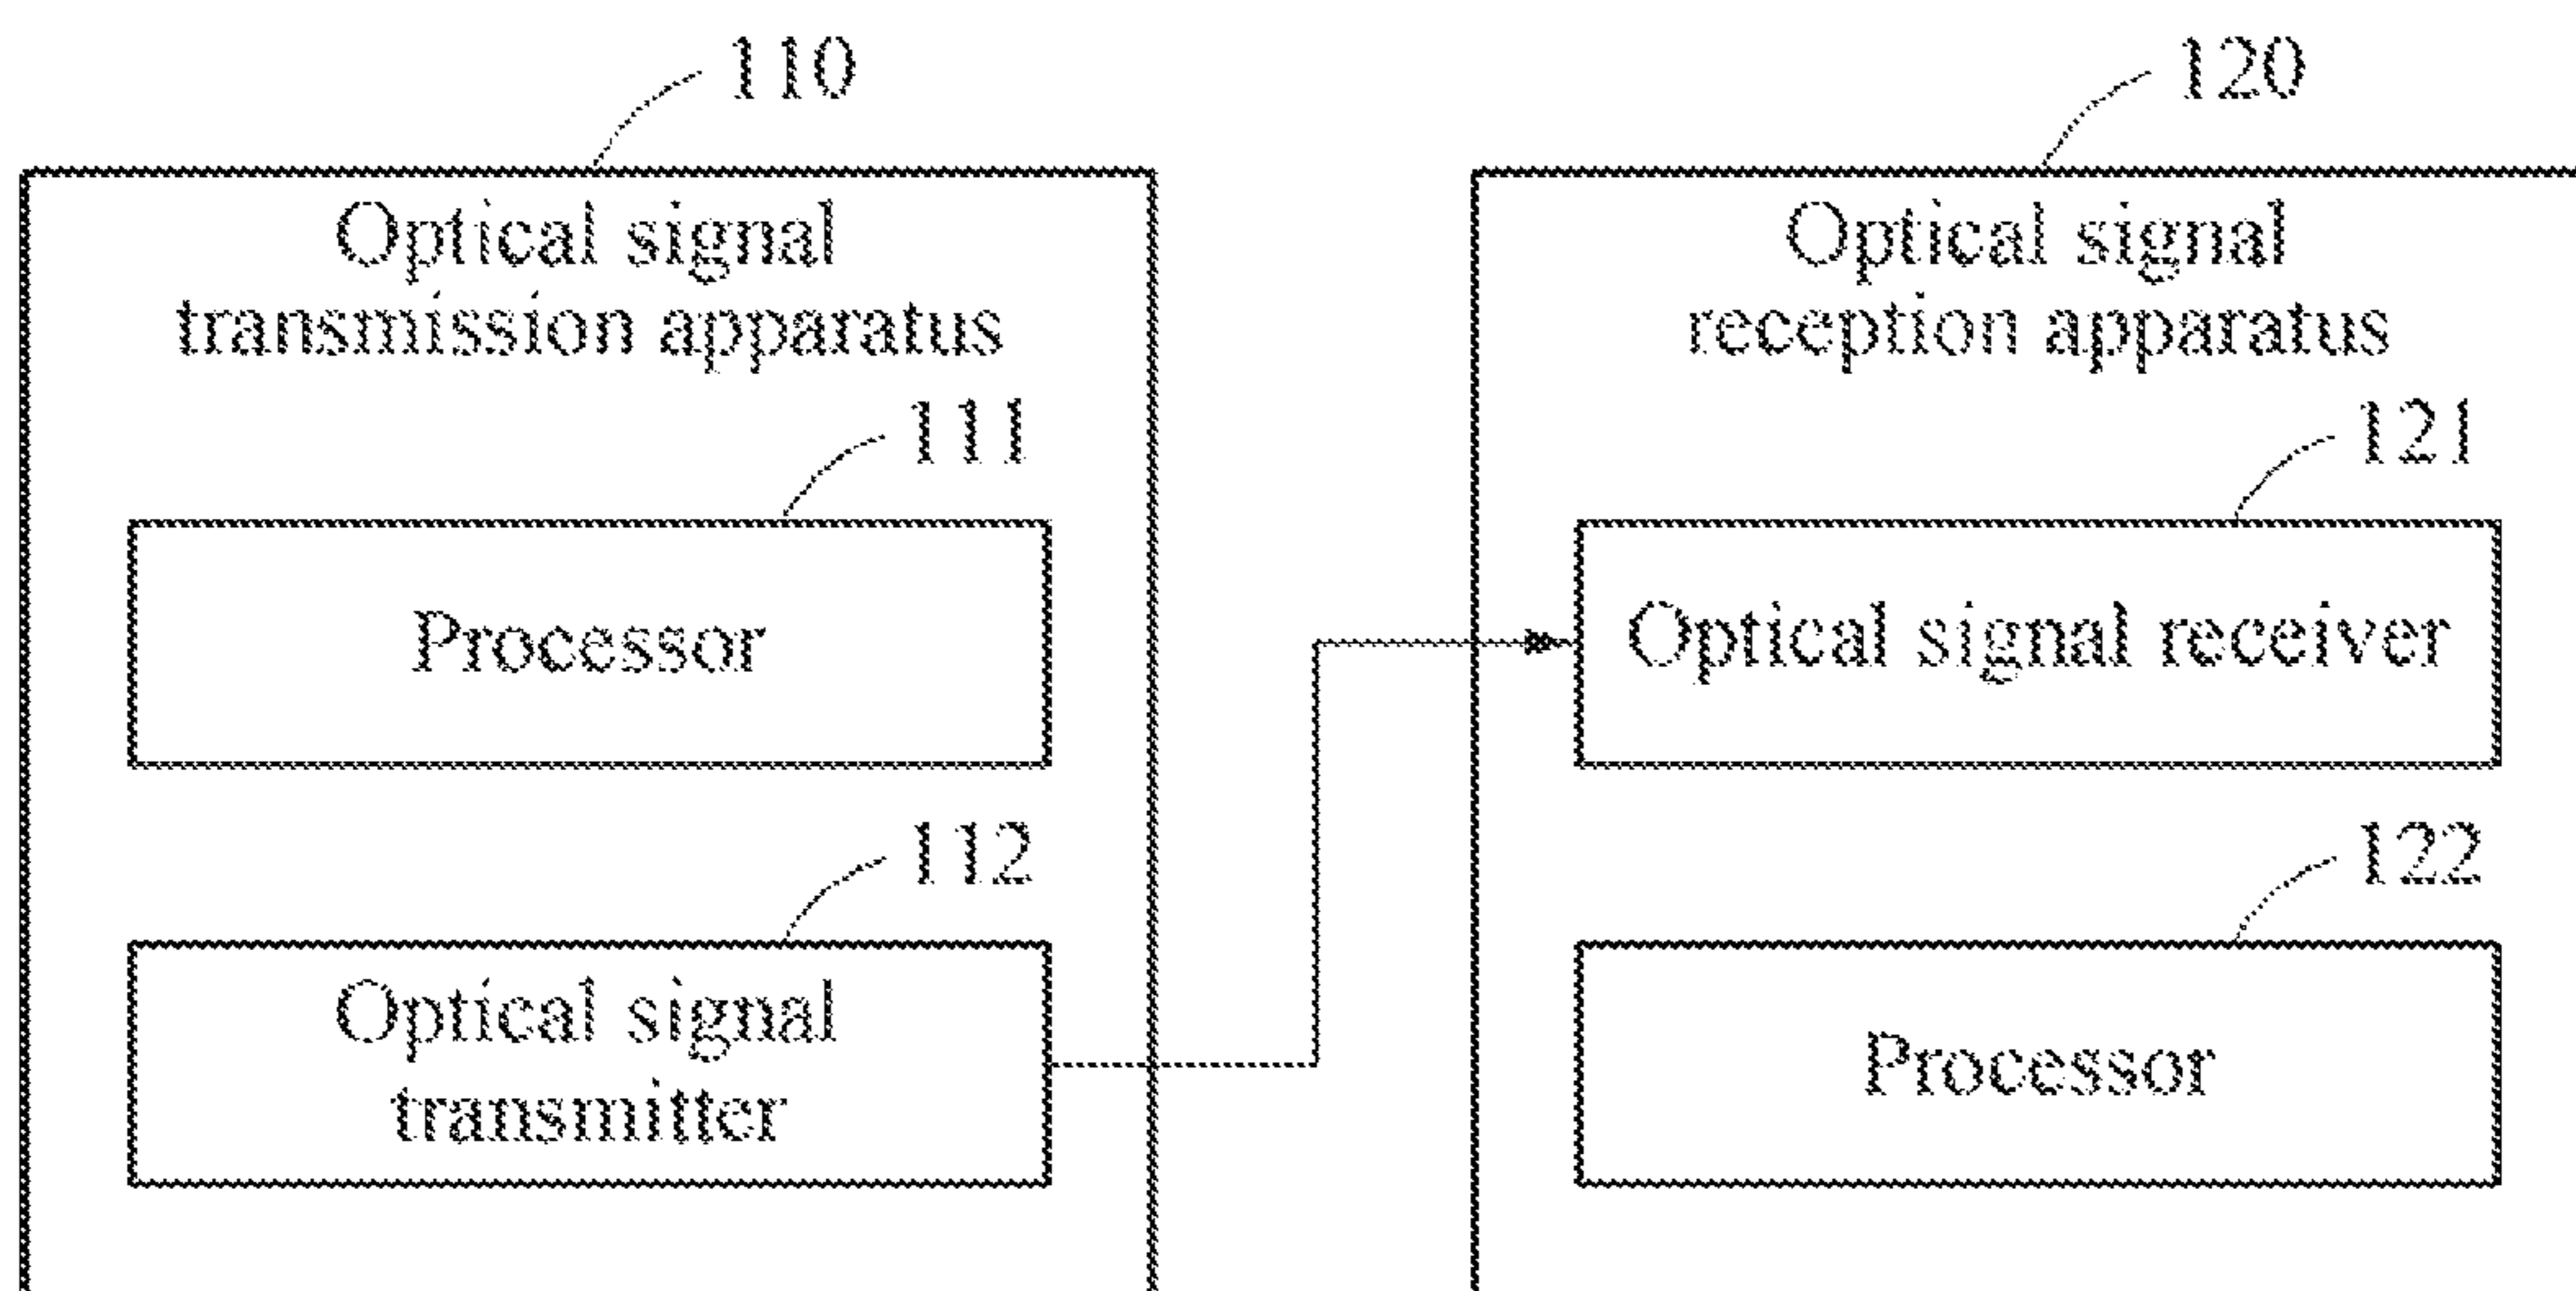 110
Optical signal
transmission apparatus
111
Processor
112
Optical signal
transmitter
120
Optical signal
reception apparatus
121
Optical signal receiver
122
Processor